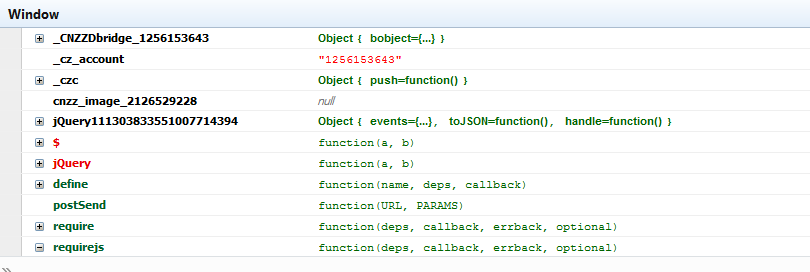 Window
_CNZZDbridge_1256153643 Object { bobject={...} }
_cz_account "1256153643"
_czc Object { push=function() }
cnzz_image_2126529228 null
jQuery111303833551007714394 Object { events={...}, toJSON=function(), handle=function() }
$ function(a, b)
jQuery function(a, b)
define function(name, deps, callback)
postSend function(URL, PARAMS)
require function(deps, callback, errback, optional)
requirejs function(deps, callback, errback, optional)